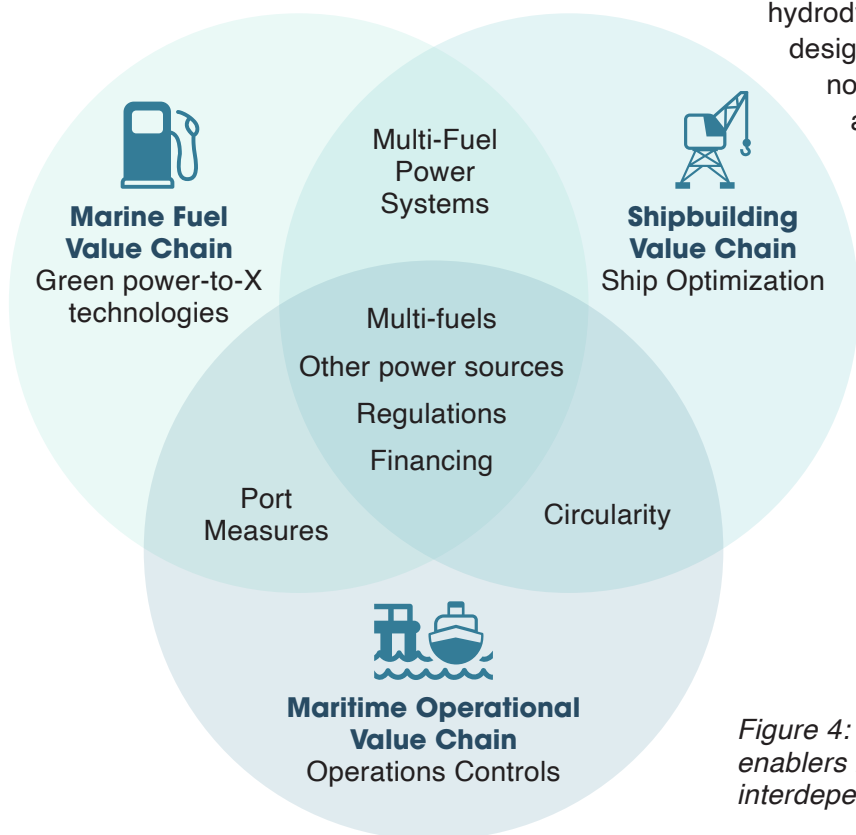 Multi-Fuel
Power
Systems
Marine Fuel
Value Chain
Green power-to-X
technologies
Shipbuilding
Value Chain
Ship Optimization
Multi-fuels
Other power sources
Regulations
Financing
Port
Measures
Circularity
Maritime Operational
Value Chain
Operations Controls
Figure 4:
enablers